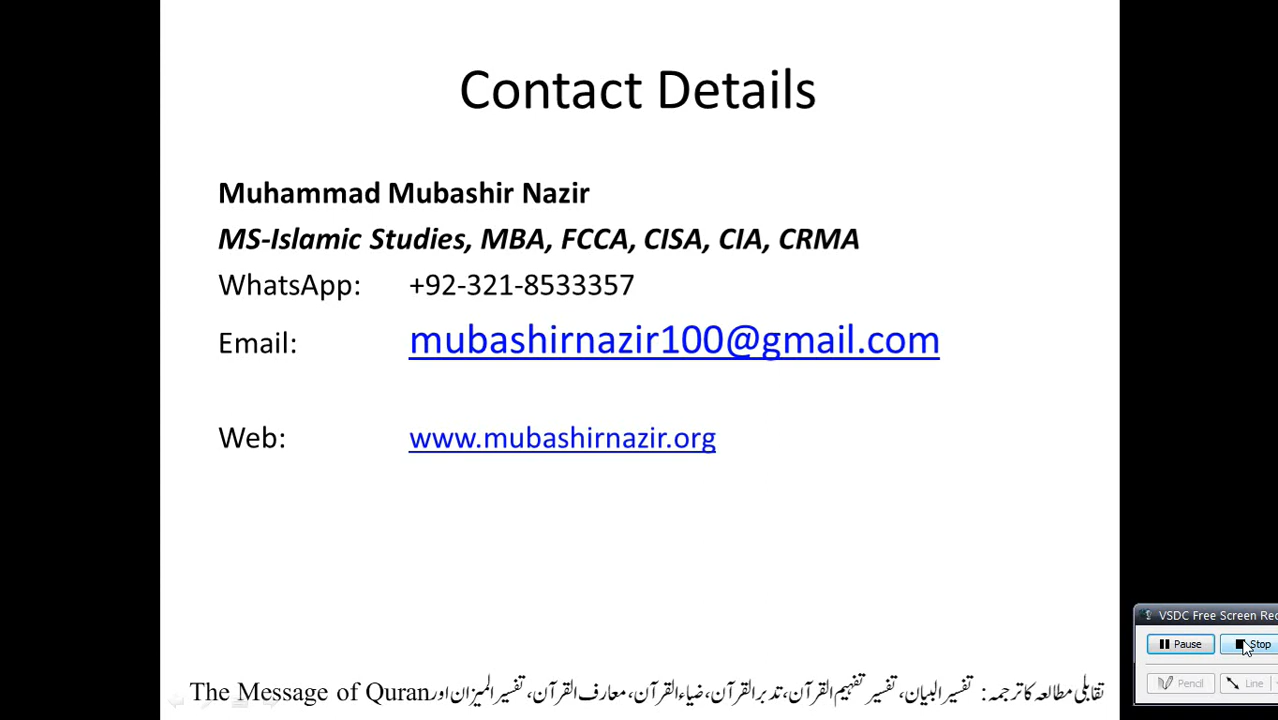 Contact Details
Muhammad Mubashir Nazir
MS-Islamic Studies, MBA, FCCA, CISA, CIA, CRMA
WhatsApp: +92-321-8533357
Email: mubashirnazir100@gmail.com
Web: www.mubashirnazir.org
VSDC Free Screen Rec
Pause
Stop
Pencil
Line
تقابلی مطالعہ کا ترجمہ: تفسیر البیان، تفسیر تفہیم القرآن، تدبر القرآن، ضیاء القرآن، معارف القرآن، تفسیر المیزان اور The Message of Quran